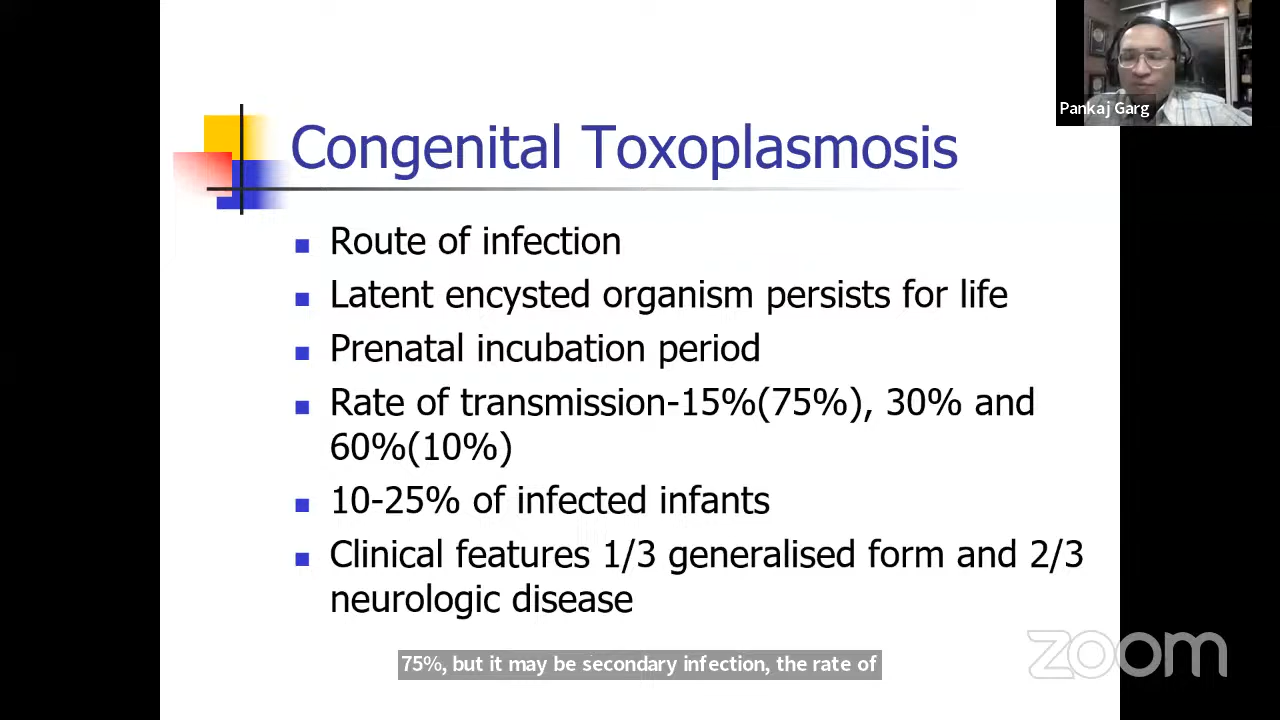 Pankaj Garg
Congenital Toxoplasmosis
Route of infection
Latent encysted organism persists for life
Prenatal incubation period
Rate of transmission-15%(75%), 30% and
60%(10%)
10-25% of infected infants
Clinical features 1/3 generalised form and 2/3
neurologic disease
75%, but it may be secondary infection, the rate of
zoom